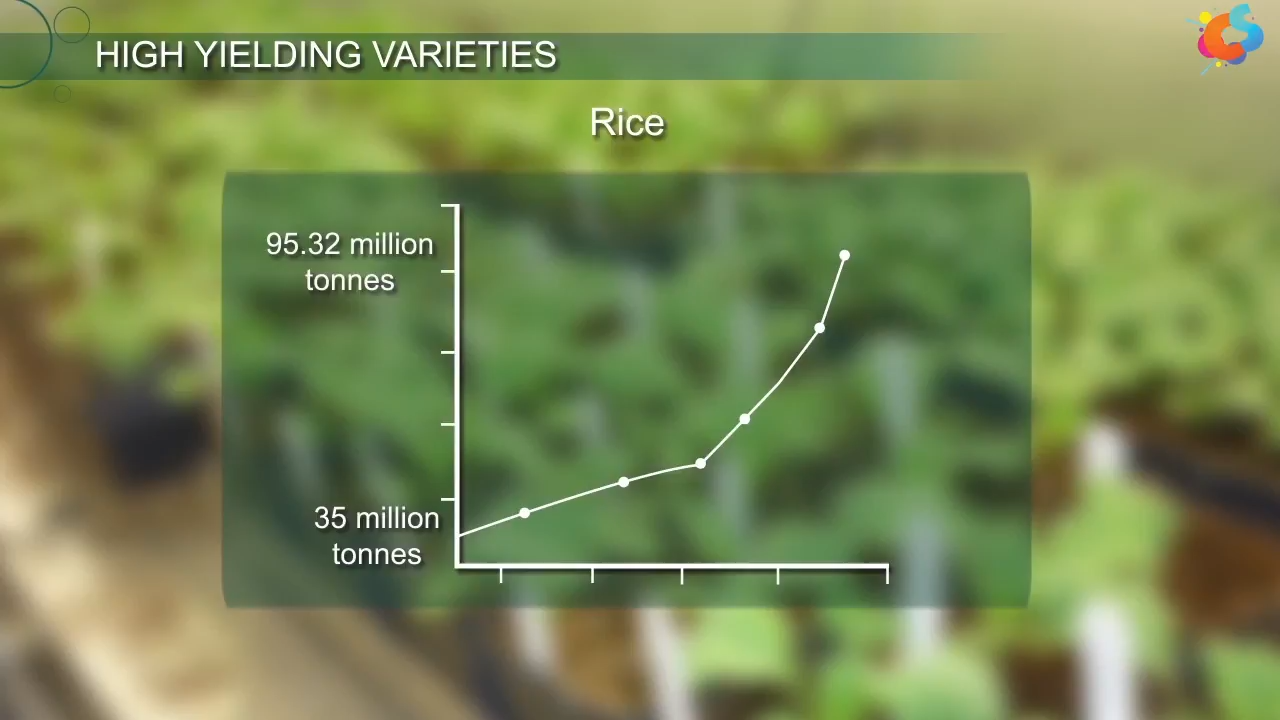 HIGH YIELDING VARIETIES
Rice
95.32 million
tonnes
35 million
tonnes